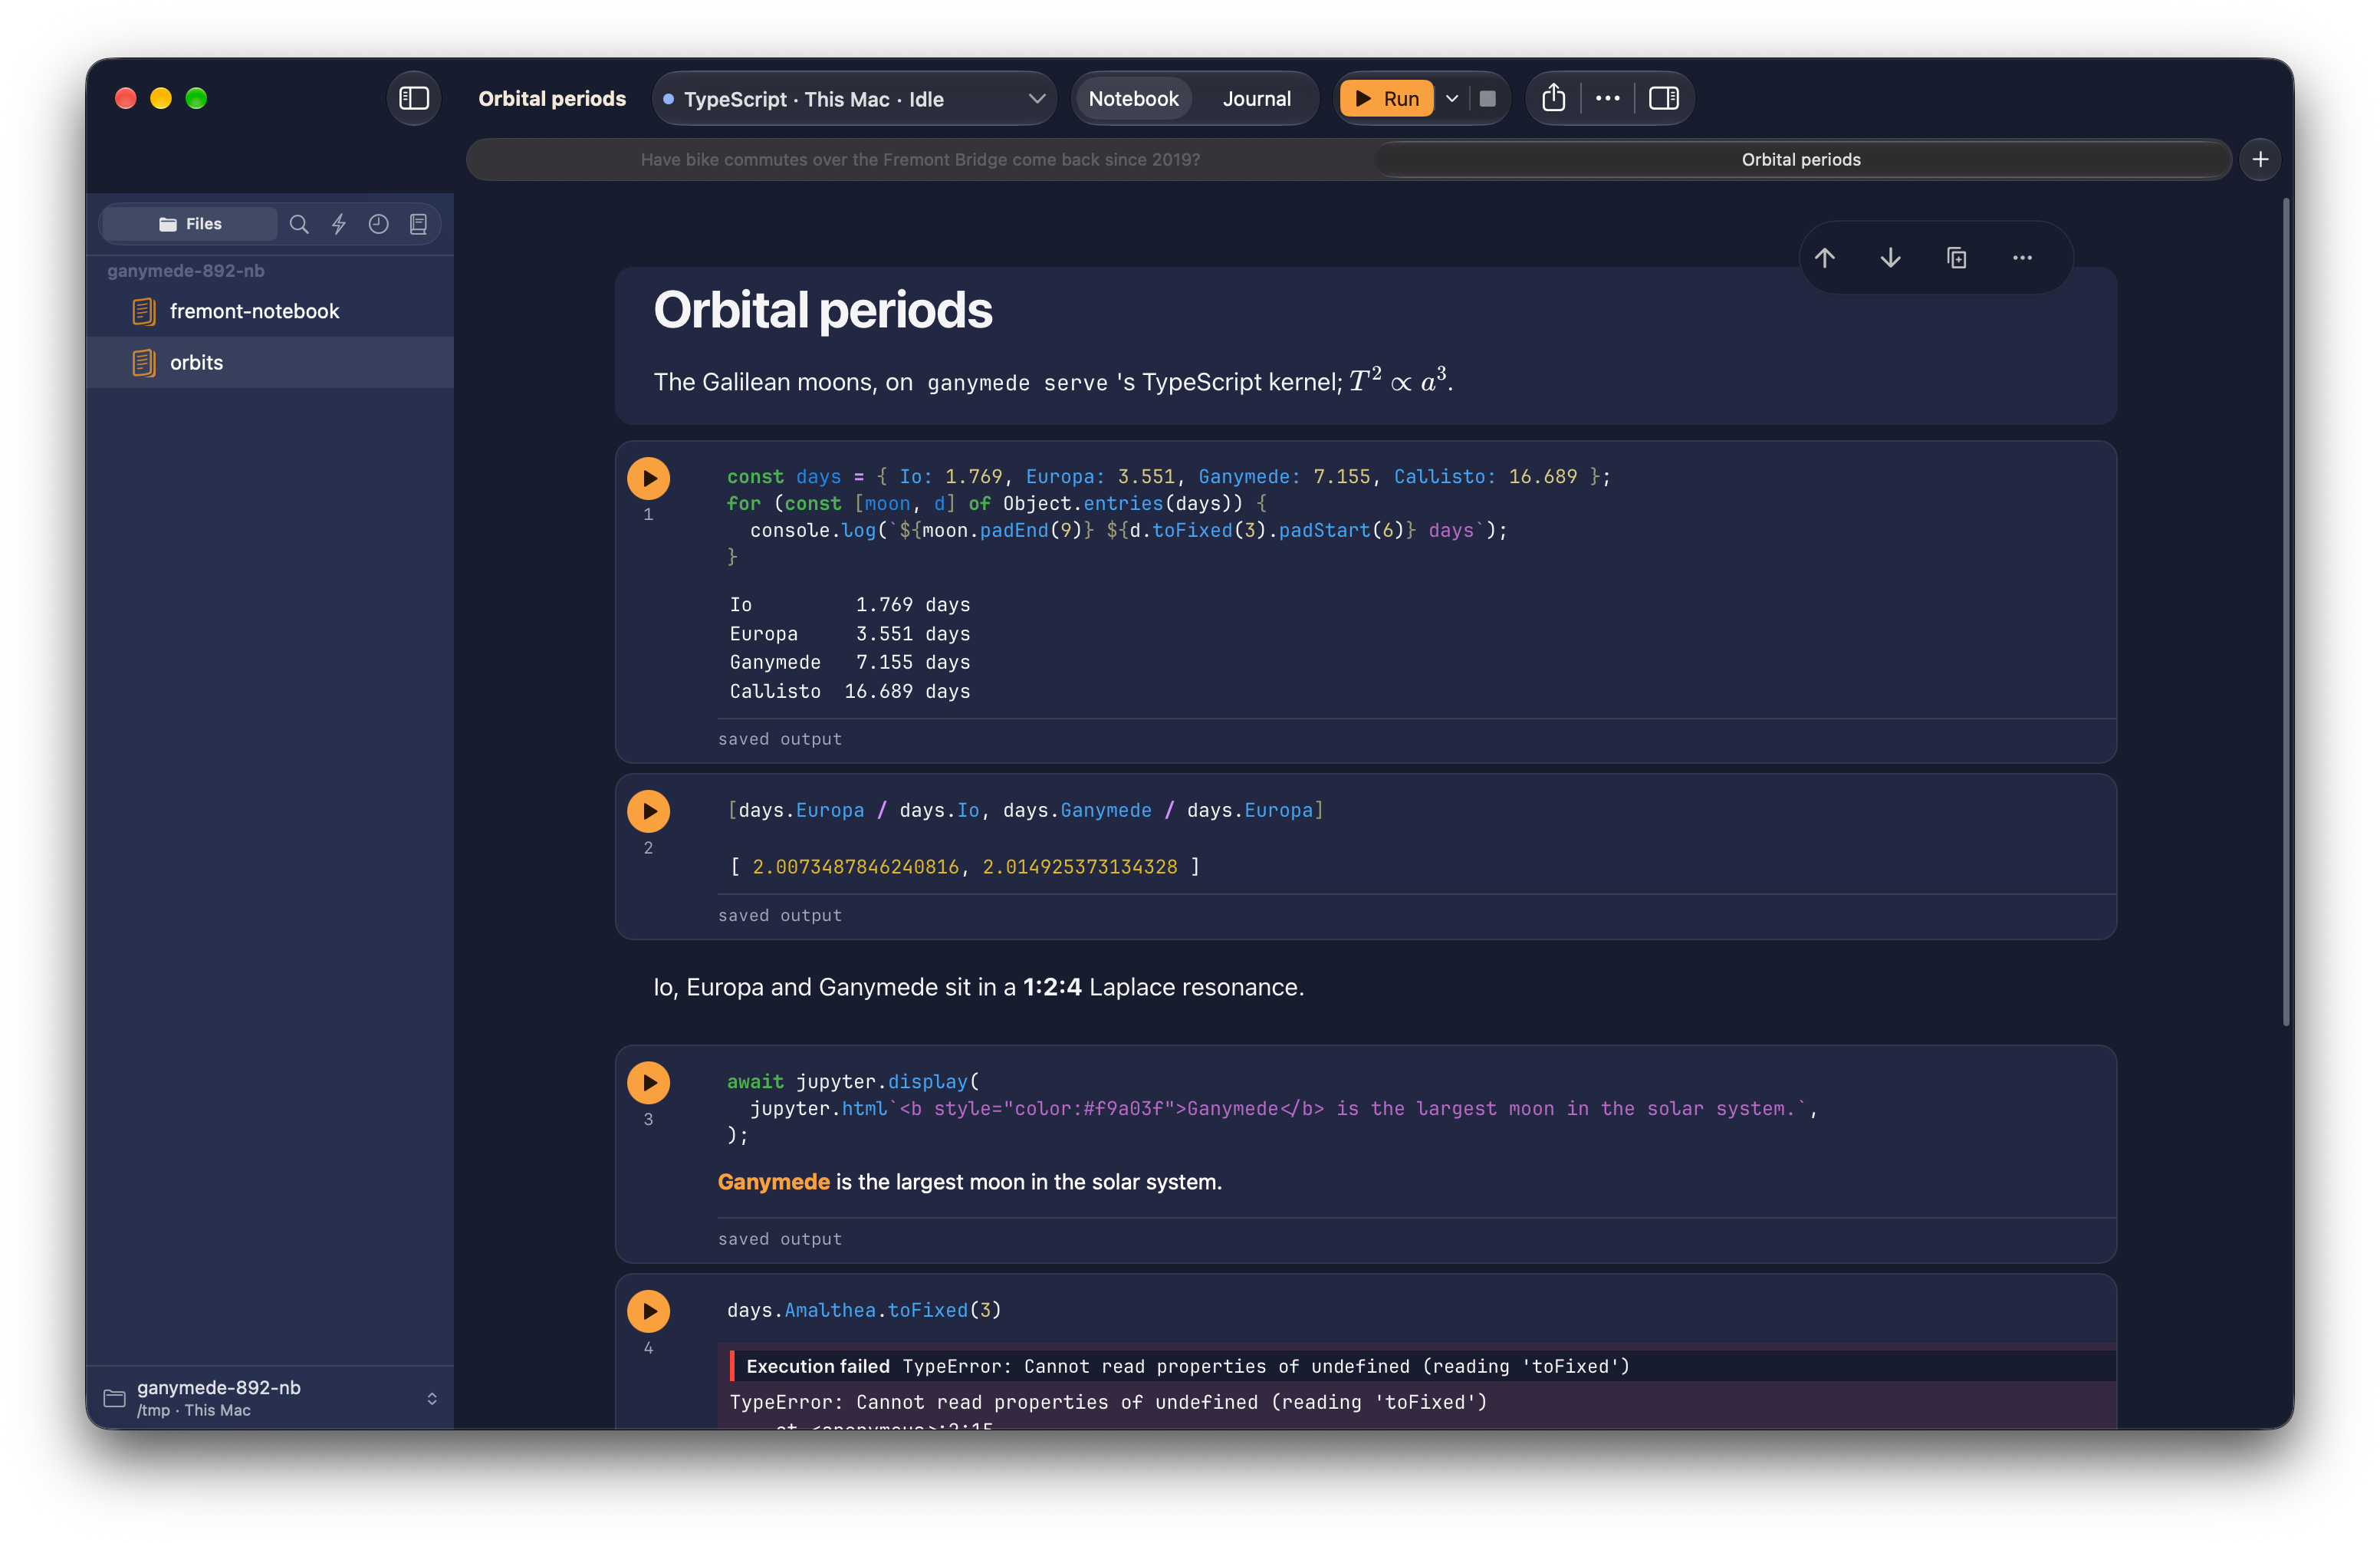 Orbital periods
TypeScript · This Mac · Idle
Notebook
Journal
Run
Have bike commutes over the Fremont Bridge come back since 2019?
Orbital periods
Files
ganymede-892-nb
fremont-notebook
orbits
Orbital periods
The Galilean moons, on ganymede serve 's TypeScript kernel; T² ∝ a³.
const days = { Io: 1.769, Europa: 3.551, Ganymede: 7.155, Callisto: 16.689 };
for (const [moon, d] of Object.entries(days)) {
  console.log(`${moon.padEnd(9)} ${d.toFixed(3).padStart(6)} days`);
}
1
Io         1.769 days
Europa     3.551 days
Ganymede   7.155 days
Callisto  16.689 days
saved output
[days.Europa / days.Io, days.Ganymede / days.Europa]
2
[ 2.0073487846240816, 2.014925373134328 ]
saved output
Io, Europa and Ganymede sit in a 1:2:4 Laplace resonance.
await jupyter.display(
  jupyter.html`<b style="color:#f9a03f">Ganymede</b> is the largest moon in the solar system.`,
);
3
Ganymede is the largest moon in the solar system.
saved output
days.Amalthea.toFixed(3)
4
Execution failed TypeError: Cannot read properties of undefined (reading 'toFixed')
TypeError: Cannot read properties of undefined (reading 'toFixed')
    at <anonymous>:2:15
ganymede-892-nb
/tmp · This Mac